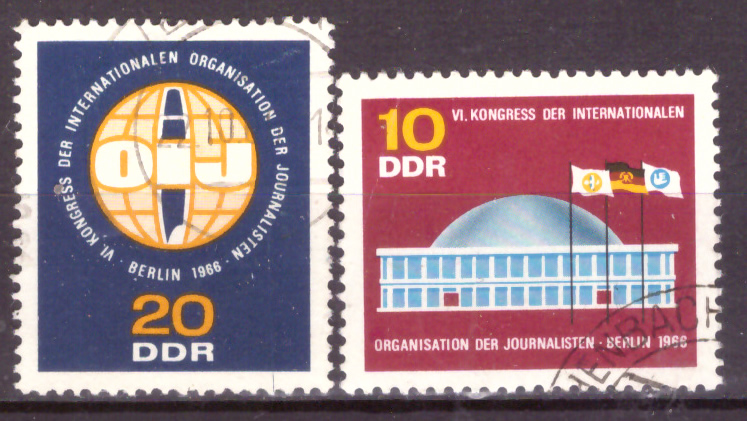 VI. KONGRESS DER INTERNATIONALEN ORGANISATION DER JOURNALISTEN · BERLIN 1966 ·
OIJ
20
DDR
10
DDR
VI. KONGRESS DER INTERNATIONALEN
ORGANISATION DER JOURNALISTEN · BERLIN 1966
ENBACH